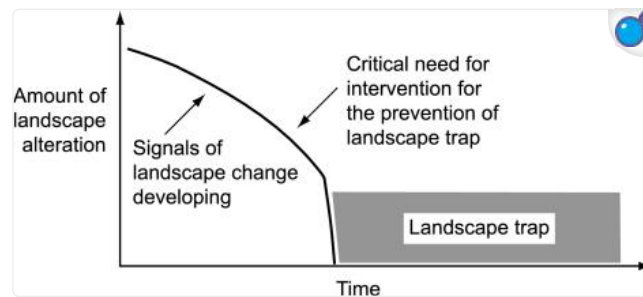 Amount of
landscape
alteration
Signals of
landscape change
developing
Critical need for
intervention for
the prevention of
landscape trap
Landscape trap
Time